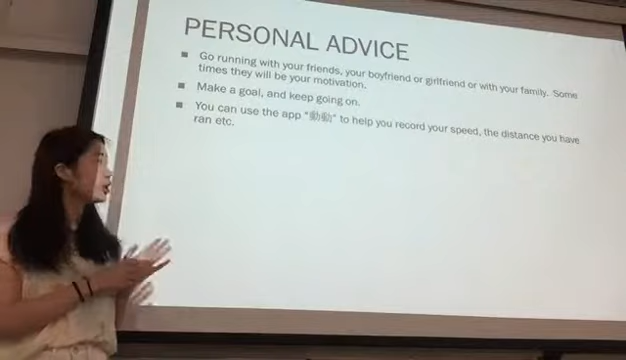 PERSONAL ADVICE
Go running with your friends, your boyfriend or girlfriend or with your family. Some
times they will be your motivation.
Make a goal, and keep going on.
You can use the app "動動" to help you record your speed, the distance you have
ran etc.